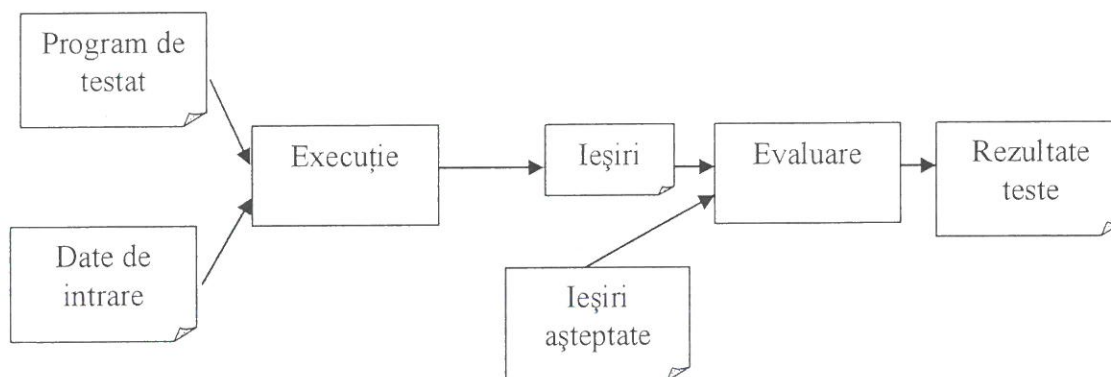 Program de
testat
Execuție
Ieşiri
Evaluare
Rezultate
teste
Date de
intrare
Ieşiri
aşteptate